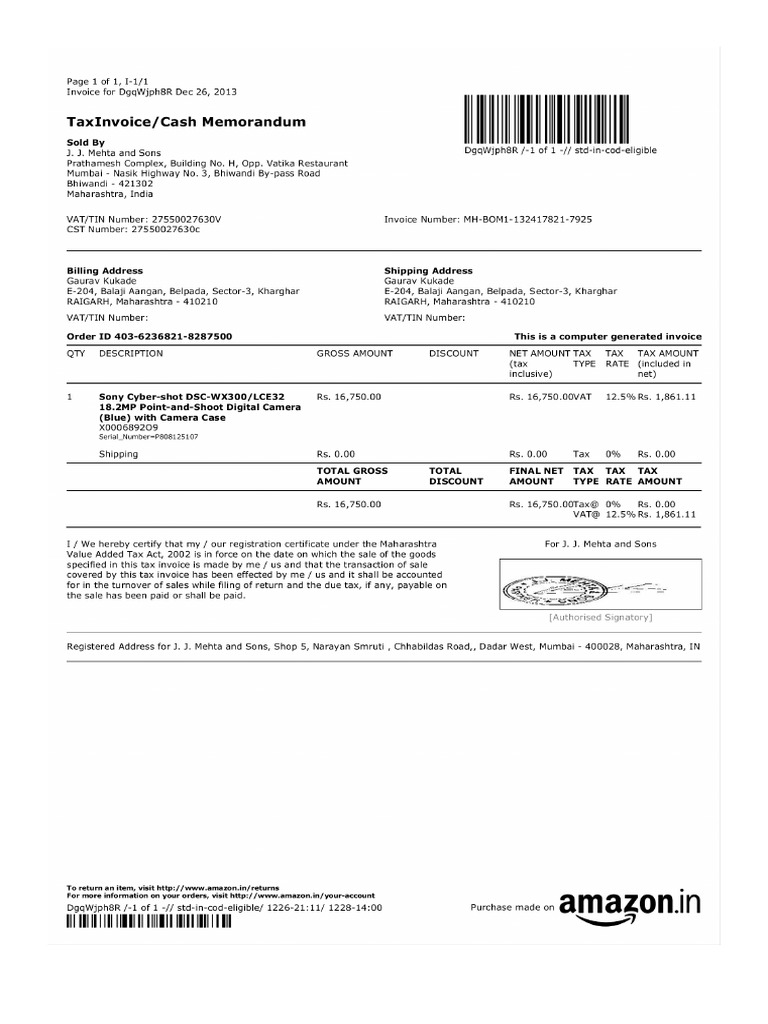 Page 1 of 1, I-1/1
Invoice for DgqWjph8R Dec 26, 2013
TaxInvoice/Cash Memorandum
DgqWjph8R /-1 of 1 -// std-in-cod-eligible
Sold By
J. J. Mehta and Sons
Prathamesh Complex, Building No. H, Opp. Vatika Restaurant
Mumbai - Nasik Highway No. 3, Bhiwandi By-pass Road
Bhiwandi - 421302
Maharashtra, India
VAT/TIN Number: 27550027630V Invoice Number: MH-BOM1-132417821-7925
CST Number: 27550027630c
Billing Address Shipping Address
Gaurav Kukade Gaurav Kukade
E-204, Balaji Aangan, Belpada, Sector-3, Kharghar E-204, Balaji Aangan, Belpada, Sector-3, Kharghar
RAIGARH, Maharashtra - 410210 RAIGARH, Maharashtra - 410210
VAT/TIN Number: VAT/TIN Number:
Order ID 403-6236821-8287500 This is a computer generated invoice
QTY DESCRIPTION GROSS AMOUNT DISCOUNT NET AMOUNT TAX TAX TAX AMOUNT
(tax TYPE RATE (included in
inclusive) net)
1 Sony Cyber-shot DSC-WX300/LCE32 Rs. 16,750.00 Rs. 16,750.00VAT 12.5% Rs. 1,861.11
18.2MP Point-and-Shoot Digital Camera
(Blue) with Camera Case
X0006892O9
Serial_Number=P808125107
Shipping Rs. 0.00 Rs. 0.00 Tax 0% Rs. 0.00
TOTAL GROSS TOTAL FINAL NET TAX TAX TAX
AMOUNT DISCOUNT AMOUNT TYPE RATE AMOUNT
Rs. 16,750.00 Rs. 16,750.00Tax@ 0% Rs. 0.00
VAT@ 12.5% Rs. 1,861.11
I / We hereby certify that my / our registration certificate under the Maharashtra
Value Added Tax Act, 2002 is in force on the date on which the sale of the goods
specified in this tax invoice is made by me / us and that the transaction of sale
covered by this tax invoice has been effected by me / us and it shall be accounted
for in the turnover of sales while filing of return and the due tax, if any, payable on
the sale has been paid or shall be paid.
For J. J. Mehta and Sons
[Authorised Signatory]
Registered Address for J. J. Mehta and Sons, Shop 5, Narayan Smruti , Chhabildas Road,, Dadar West, Mumbai - 400028, Maharashtra, IN
To return an item, visit http://www.amazon.in/returns
For more information on your orders, visit http://www.amazon.in/your-account
DgqWjph8R /-1 of 1 -// std-in-cod-eligible/ 1226-21:11/ 1228-14:00
Purchase made on amazon.in